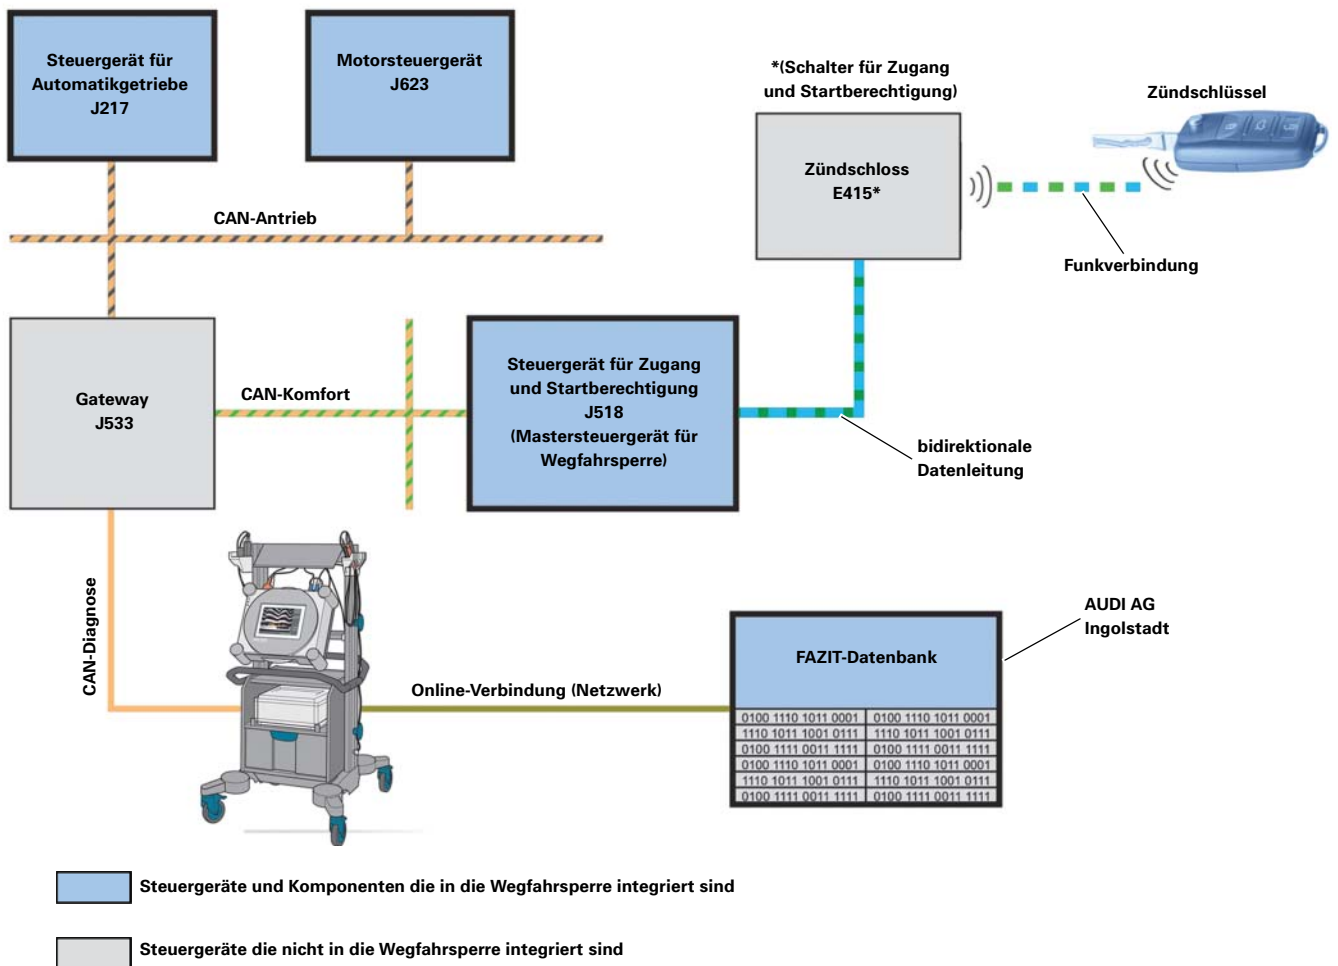 Steuergerät für
Automatikgetriebe
J217
Motorsteuergerät
J623
*(Schalter für Zugang
und Startberechtigung)
Zündschlüssel
Zündschloss
E415*
CAN-Antrieb
Funkverbindung
Gateway
J533
CAN-Komfort
Steuergerät für Zugang
und Startberechtigung
J518
(Mastersteuergerät für
Wegfahrsperre)
bidirektionale
Datenleitung
CAN-Diagnose
Online-Verbindung (Netzwerk)
AUDI AG
Ingolstadt
FAZIT-Datenbank
0100 1110 1011 0001 0100 1110 1011 0001
1110 1011 1001 0111 1110 1011 1001 0111
0100 1111 0011 1111 0100 1111 0011 1111
0100 1110 1011 0001 0100 1110 1011 0001
1110 1011 1001 0111 1110 1011 1001 0111
0100 1111 0011 1111 0100 1111 0011 1111
Steuergeräte und Komponenten die in die Wegfahrsperre integriert sind
Steuergeräte die nicht in die Wegfahrsperre integriert sind